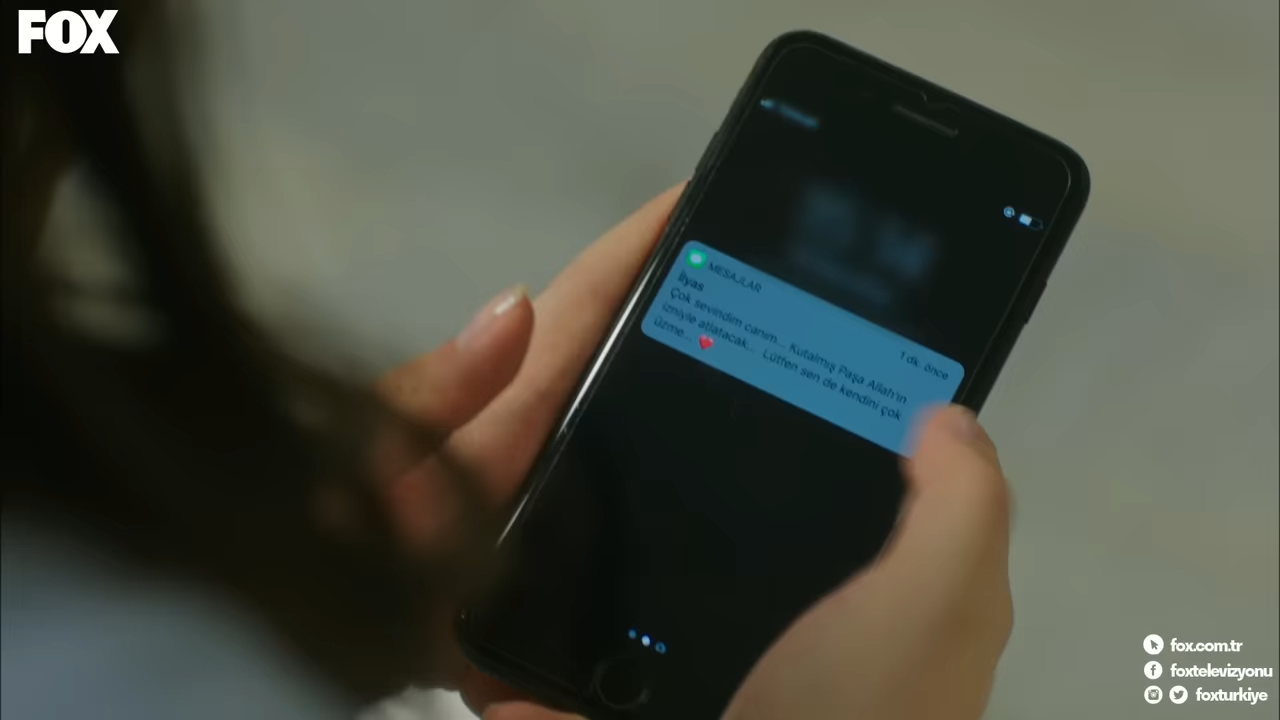 FOX
MESAJLAR
1 dk. önce
İlyas
Çok sevindim canım... Kutalmış Paşa Allah'ın
izniyle atlatacak... Lütfen sen de kendini çok
üzme... ❤️
fox.com.tr
foxtelevizyonu
foxturkiye